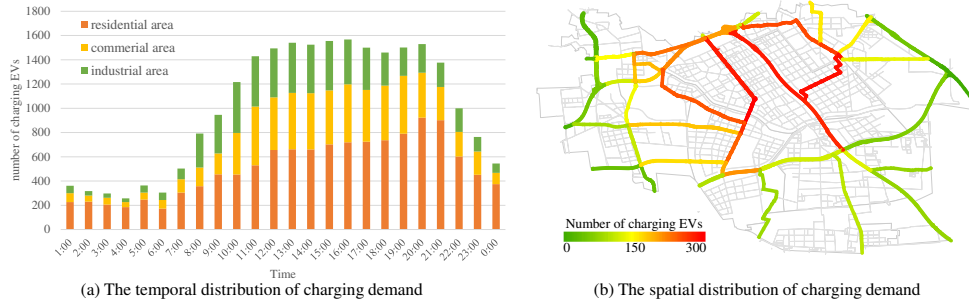 1800
1600
1400
1200
1000
800
600
400
200
0
number of charging EVs
residential area
commerial area
industrial area
1:00 2:00 3:00 4:00 5:00 6:00 7:00 8:00 9:00 10:00 11:00 12:00 13:00 14:00 15:00 16:00 17:00 18:00 19:00 20:00 21:00 22:00 23:00 0:00
Time
(a) The temporal distribution of charging demand
Number of charging EVs
0 150 300
(b) The spatial distribution of charging demand